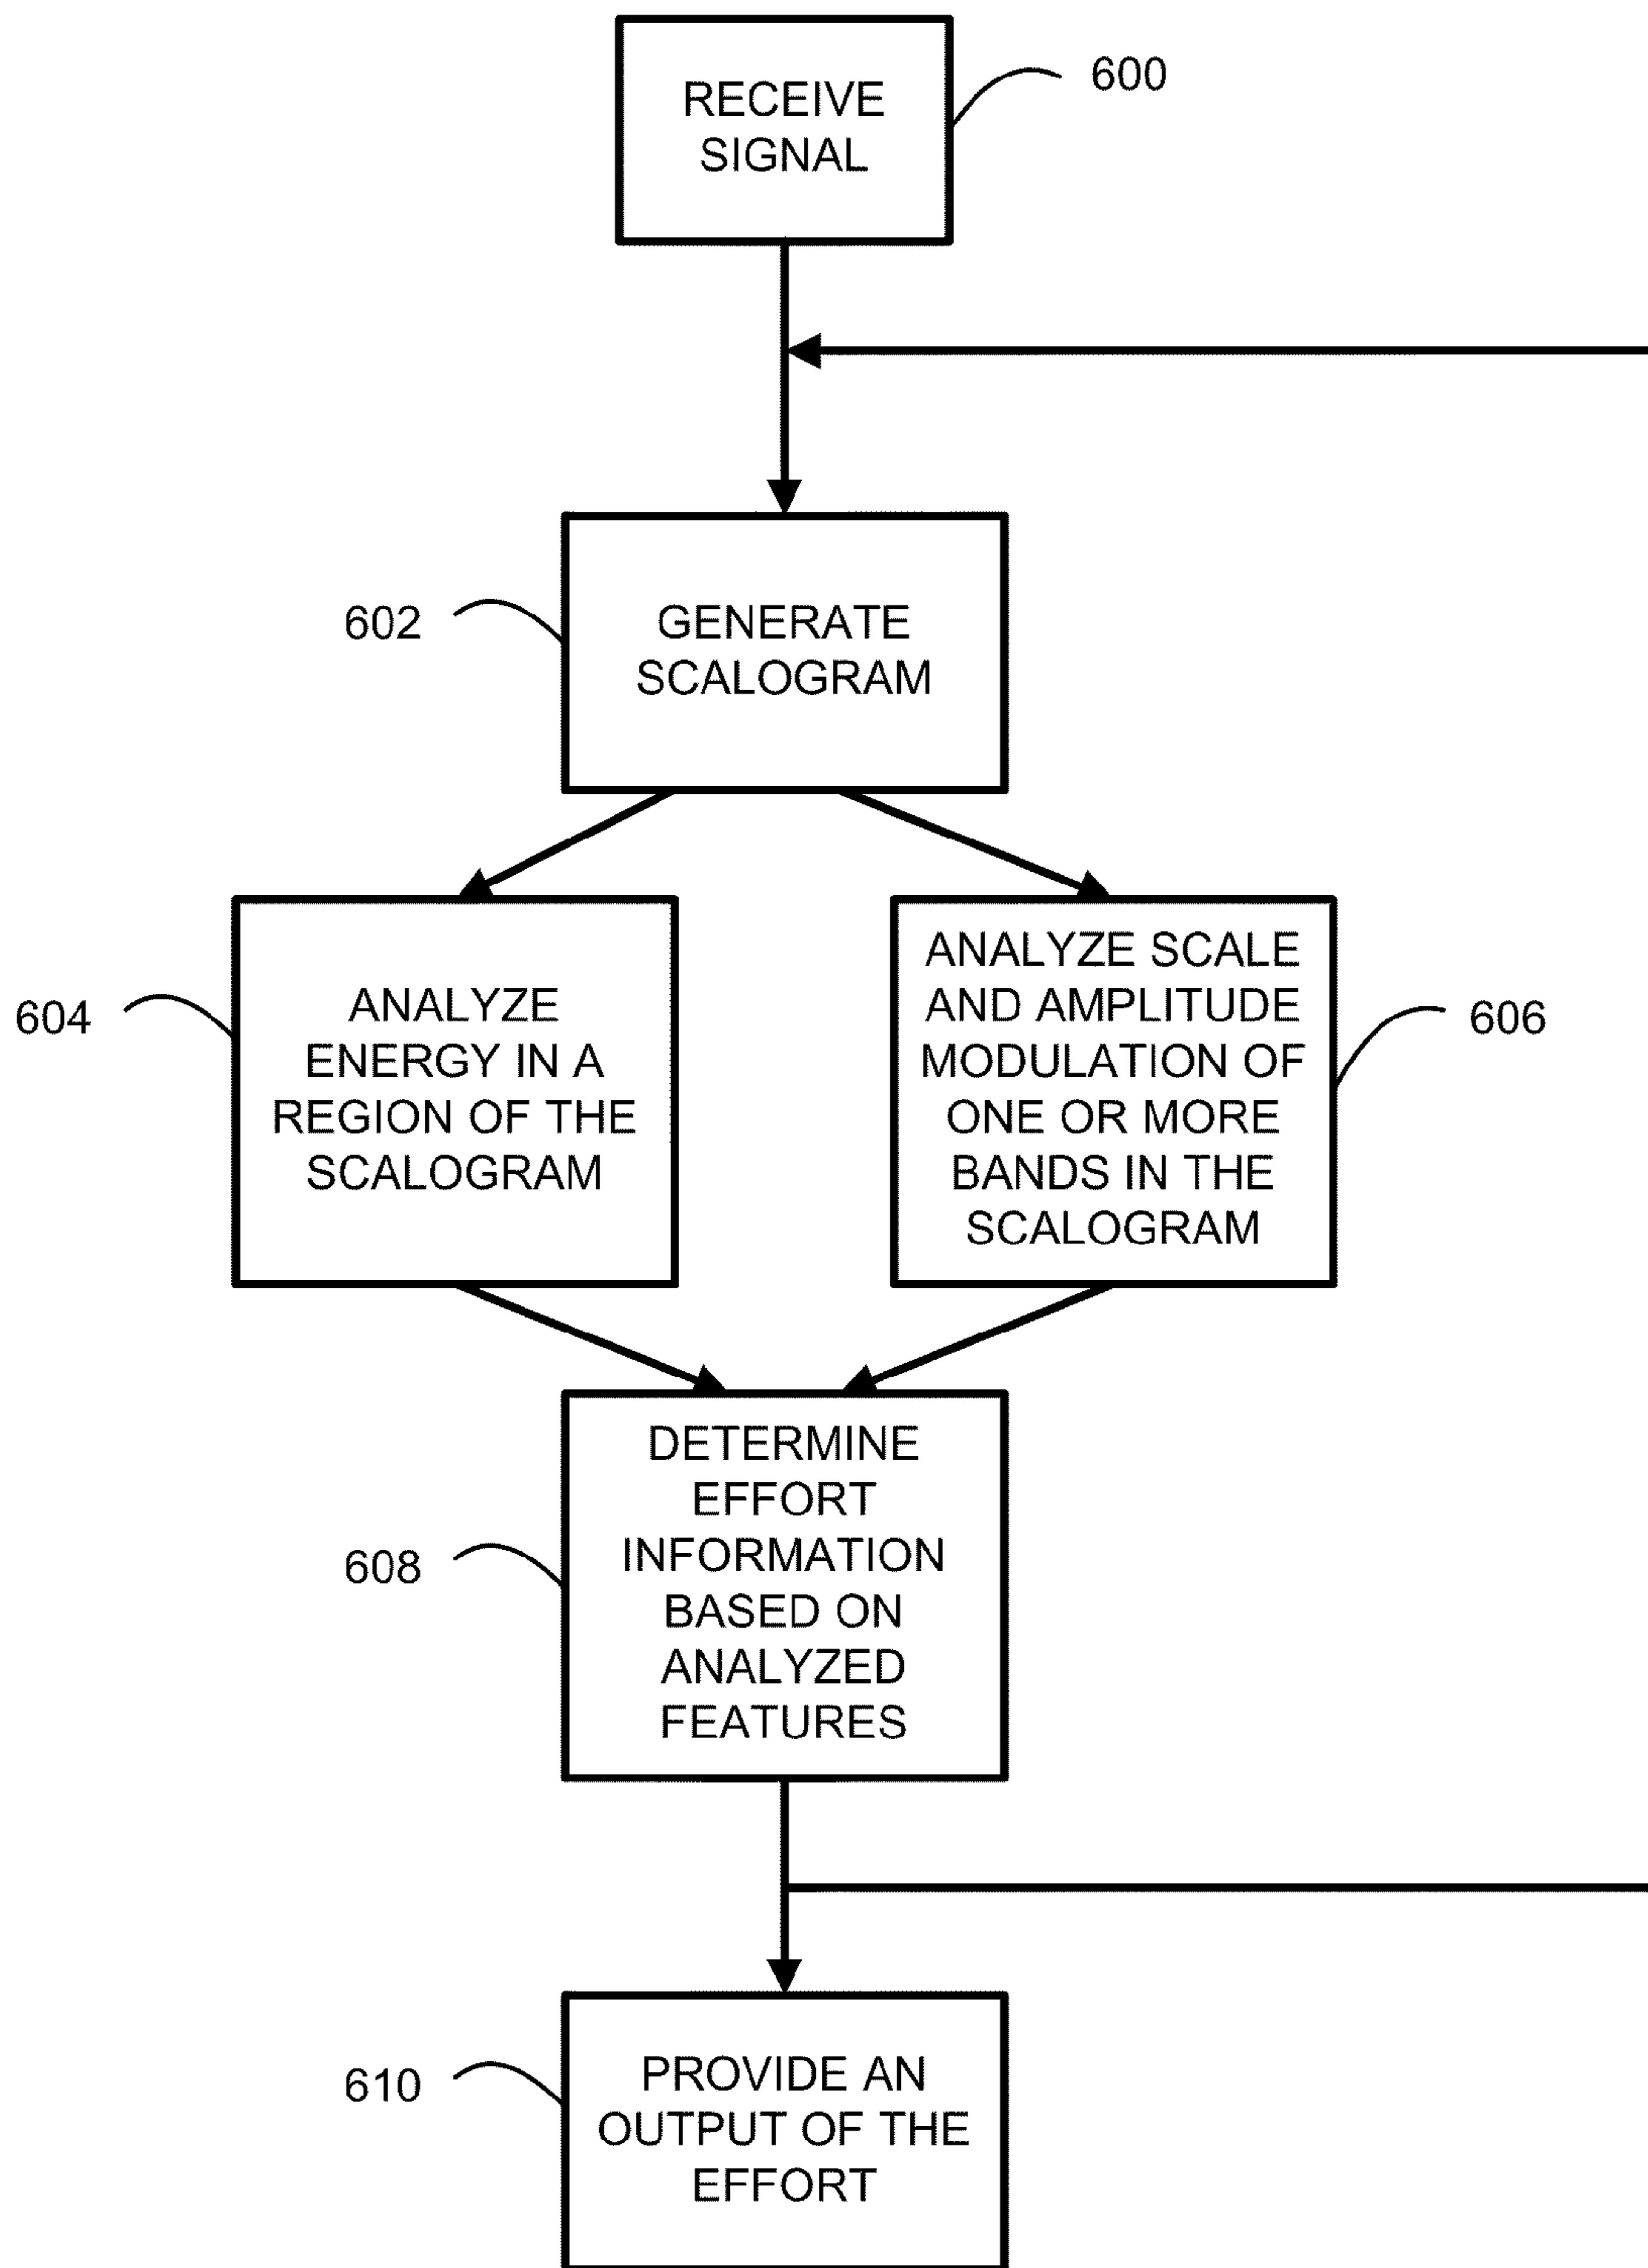 RECEIVE
SIGNAL
600
602
GENERATE
SCALOGRAM
604
ANALYZE
ENERGY IN A
REGION OF THE
SCALOGRAM
ANALYZE SCALE
AND AMPLITUDE
MODULATION OF
ONE OR MORE
BANDS IN THE
SCALOGRAM
606
608
DETERMINE
EFFORT
INFORMATION
BASED ON
ANALYZED
FEATURES
610
PROVIDE AN
OUTPUT OF THE
EFFORT